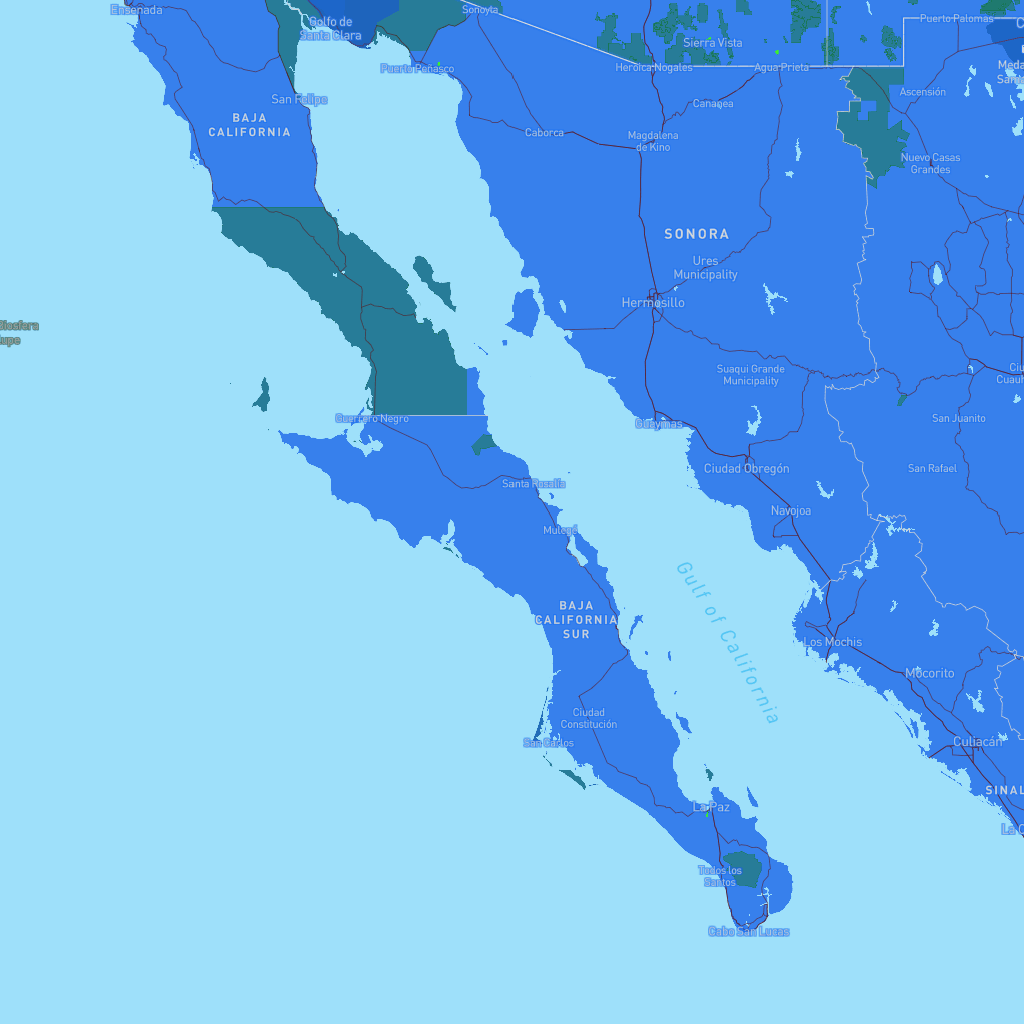 Ensenada
Golfo de
Santa Clara
Sonoyta
Puerto Palomas
Sierra Vista
Puerto Peñasco
Heroica Nogales
Agua Prieta
Ascensión
San Felipe
Cananea
BAJA
CALIFORNIA
Caborca
Magdalena
de Kino
Nuevo Casas
Grandes
SONORA
Ures
Municipality
Hermosillo
Suaqui Grande
Municipality
Guerrero Negro
Guaymas
San Juanito
Ciudad Obregón
San Rafael
Santa Rosalía
Navojoa
Mulegé
Gulf of California
BAJA
CALIFORNIA
SUR
Los Mochis
Mocorito
Ciudad
Constitución
San Carlos
Culiacán
La Paz
Todos los
Santos
Cabo San Lucas